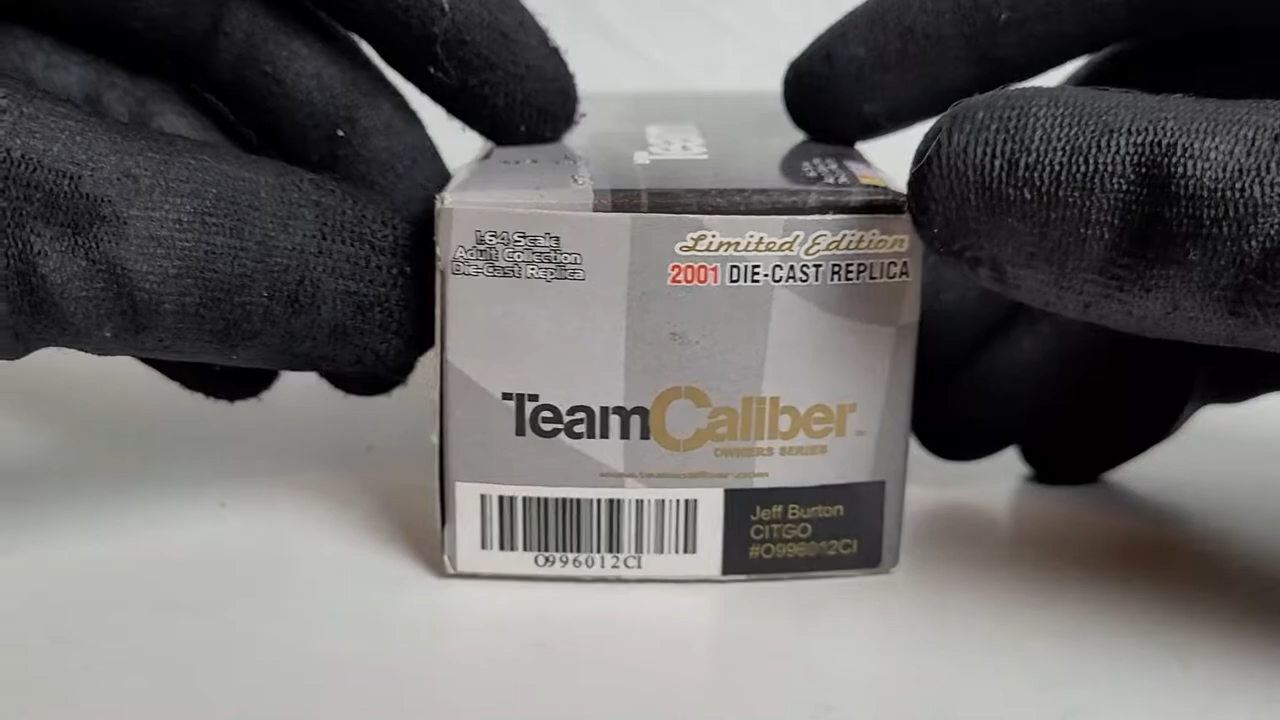 Team
1:64 Scale
Adult Collection
Die-Cast Replica
Limited Edition
2001 DIE-CAST REPLICA
TeamCaliber
OWNERS SERIES
O996012CI
Jeff Burton
CITGO
#O996012CI